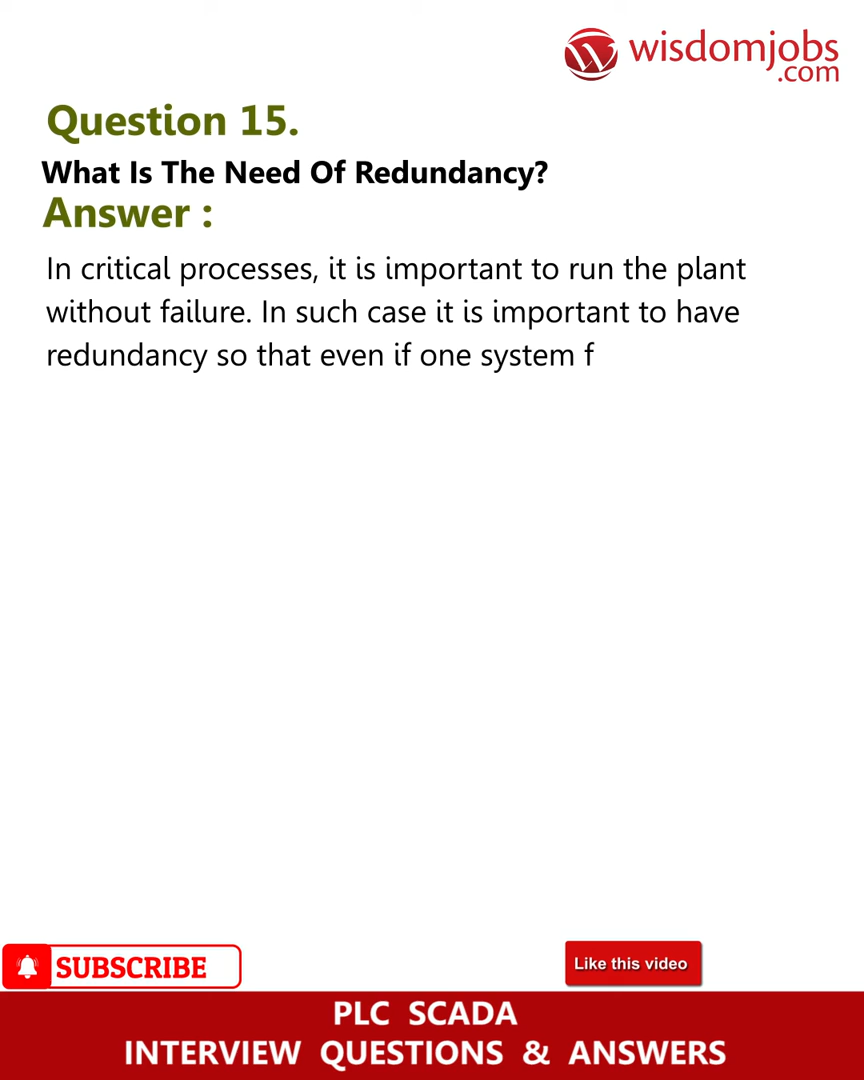 wisdomjobs
.com
Question 15.
What Is The Need Of Redundancy?
Answer :
In critical processes, it is important to run the plant
without failure. In such case it is important to have
redundancy so that even if one system f
SUBSCRIBE
Like this video
PLC SCADA
INTERVIEW QUESTIONS & ANSWERS